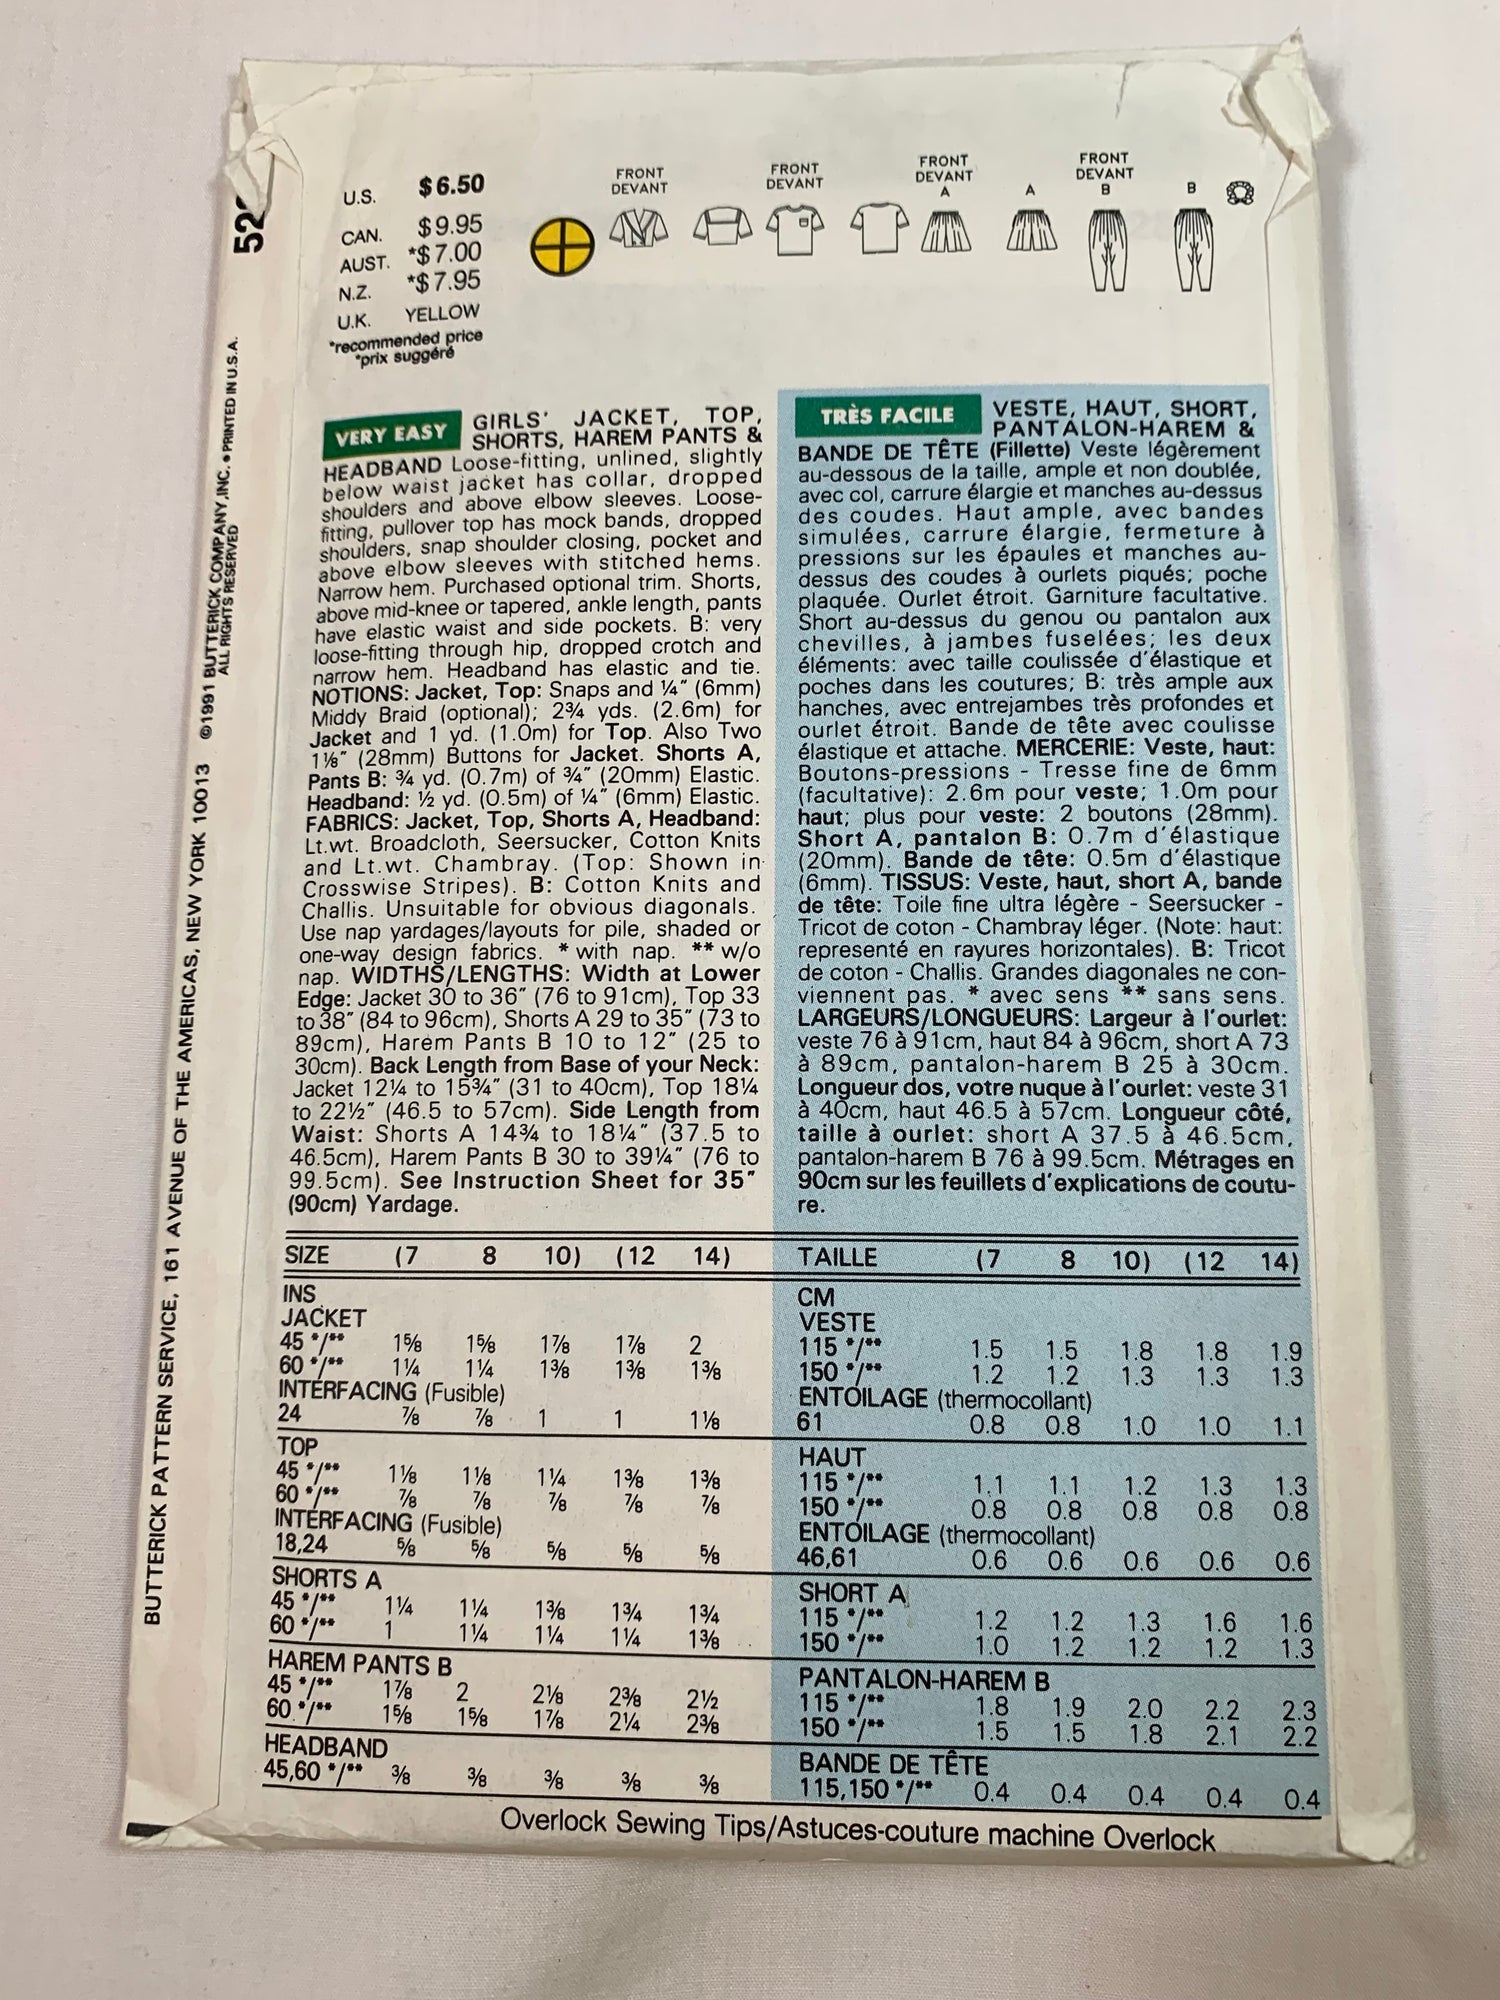 U.S. $6.50
CAN. $9.95
AUST. *$7.00
N.Z. *$7.95
U.K. YELLOW
*recommended price
*prix suggéré
FRONT
DEVANT
FRONT
DEVANT
FRONT
DEVANT
A
A
FRONT
DEVANT
B
B
©1991 BUTTERICK COMPANY, INC. • PRINTED IN U.S.A.
ALL RIGHTS RESERVED
BUTTERICK PATTERN SERVICE, 161 AVENUE OF THE AMERICAS, NEW YORK 10013
VERY EASY GIRLS' JACKET, TOP,
SHORTS, HAREM PANTS &
HEADBAND Loose-fitting, unlined, slightly
below waist jacket has collar, dropped
shoulders and above elbow sleeves. Loose-
fitting, pullover top has mock bands, dropped
shoulders, snap shoulder closing, pocket and
above elbow sleeves with stitched hems.
Narrow hem. Purchased optional trim. Shorts,
above mid-knee or tapered, ankle length, pants
have elastic waist and side pockets. B: very
loose-fitting through hip, dropped crotch and
narrow hem. Headband has elastic and tie.
NOTIONS: Jacket, Top: Snaps and ¼" (6mm)
Middy Braid (optional); 2¾ yds. (2.6m) for
Jacket and 1 yd. (1.0m) for Top. Also Two
1⅛" (28mm) Buttons for Jacket. Shorts A,
Pants B: ¾ yd. (0.7m) of ¾" (20mm) Elastic.
Headband: ½ yd. (0.5m) of ¼" (6mm) Elastic.
FABRICS: Jacket, Top, Shorts A, Headband:
Lt.wt. Broadcloth, Seersucker, Cotton Knits
and Lt.wt. Chambray. (Top: Shown in
Crosswise Stripes). B: Cotton Knits and
Challis. Unsuitable for obvious diagonals.
Use nap yardages/layouts for pile, shaded or
one-way design fabrics. * with nap. ** w/o
nap. WIDTHS/LENGTHS: Width at Lower
Edge: Jacket 30 to 36" (76 to 91cm), Top 33
to 38" (84 to 96cm), Shorts A 29 to 35" (73 to
89cm), Harem Pants B 10 to 12" (25 to
30cm). Back Length from Base of your Neck:
Jacket 12¼ to 15¾" (31 to 40cm), Top 18¼
to 22½" (46.5 to 57cm). Side Length from
Waist: Shorts A 14¾ to 18¼" (37.5 to
46.5cm), Harem Pants B 30 to 39¼" (76 to
99.5cm). See Instruction Sheet for 35"
(90cm) Yardage.
TRÈS FACILE VESTE, HAUT, SHORT,
PANTALON-HAREM &
BANDE DE TÊTE (Fillette) Veste légèrement
au-dessous de la taille, ample et non doublée,
avec col, carrure élargie et manches au-dessus
des coudes. Haut ample, avec bandes
simulées, carrure élargie, fermeture à
pressions sur les épaules et manches au-
dessus des coudes à ourlets piqués; poche
plaquée. Ourlet étroit. Garniture facultative.
Short au-dessus du genou ou pantalon aux
chevilles, à jambes fuselées; les deux
éléments: avec taille coulissée d'élastique et
poches dans les coutures; B: très ample aux
hanches, avec entrejambes très profondes et
ourlet étroit. Bande de tête avec coulisse
élastique et attache. MERCERIE: Veste, haut:
Boutons-pressions - Tresse fine de 6mm
(facultative): 2.6m pour veste; 1.0m pour
haut; plus pour veste: 2 boutons (28mm).
Short A, pantalon B: 0.7m d'élastique
(20mm). Bande de tête: 0.5m d'élastique
(6mm). TISSUS: Veste, haut, short A, bande
de tête: Toile fine ultra légère - Seersucker -
Tricot de coton - Chambray léger. (Note: haut:
representé en rayures horizontales). B: Tricot
de coton - Challis. Grandes diagonales ne con-
viennent pas. * avec sens ** sans sens.
LARGEURS/LONGUEURS: Largeur à l'ourlet:
veste 76 à 91cm, haut 84 à 96cm, short A 73
à 89cm, pantalon-harem B 25 à 30cm.
Longueur dos, votre nuque à l'ourlet: veste 31
à 40cm, haut 46.5 à 57cm. Longueur côté,
taille à ourlet: short A 37.5 à 46.5cm,
pantalon-harem B 76 à 99.5cm. Métrages en
90cm sur les feuillets d'explications de coutu-
re.
SIZE (7 8 10) (12 14)
INS
JACKET
45 */** 1⅝ 1⅝ 1⅞ 1⅞ 2
60 */** 1¼ 1¼ 1⅜ 1⅜ 1⅜
INTERFACING (Fusible)
24 ⅞ ⅞ 1 1 1⅛
TOP
45 */** 1⅛ 1⅛ 1¼ 1⅜ 1⅜
60 */** ⅞ ⅞ ⅞ ⅞ ⅞
INTERFACING (Fusible)
18,24 ⅝ ⅝ ⅝ ⅝ ⅝
SHORTS A
45 */** 1¼ 1¼ 1⅜ 1¾ 1¾
60 */** 1 1¼ 1¼ 1¼ 1⅜
HAREM PANTS B
45 */** 1⅞ 2 2⅛ 2⅜ 2½
60 */** 1⅝ 1⅝ 1⅞ 2¼ 2⅜
HEADBAND
45,60 */** ⅜ ⅜ ⅜ ⅜ ⅜
TAILLE (7 8 10) (12 14)
CM
VESTE
115 */** 1.5 1.5 1.8 1.8 1.9
150 */** 1.2 1.2 1.3 1.3 1.3
ENTOILAGE (thermocollant)
61 0.8 0.8 1.0 1.0 1.1
HAUT
115 */** 1.1 1.1 1.2 1.3 1.3
150 */** 0.8 0.8 0.8 0.8 0.8
ENTOILAGE (thermocollant)
46,61 0.6 0.6 0.6 0.6 0.6
SHORT A
115 */** 1.2 1.2 1.3 1.6 1.6
150 */** 1.0 1.2 1.2 1.2 1.3
PANTALON-HAREM B
115 */** 1.8 1.9 2.0 2.2 2.3
150 */** 1.5 1.5 1.8 2.1 2.2
BANDE DE TÊTE
115,150 */** 0.4 0.4 0.4 0.4 0.4
Overlock Sewing Tips/Astuces-couture machine Overlock